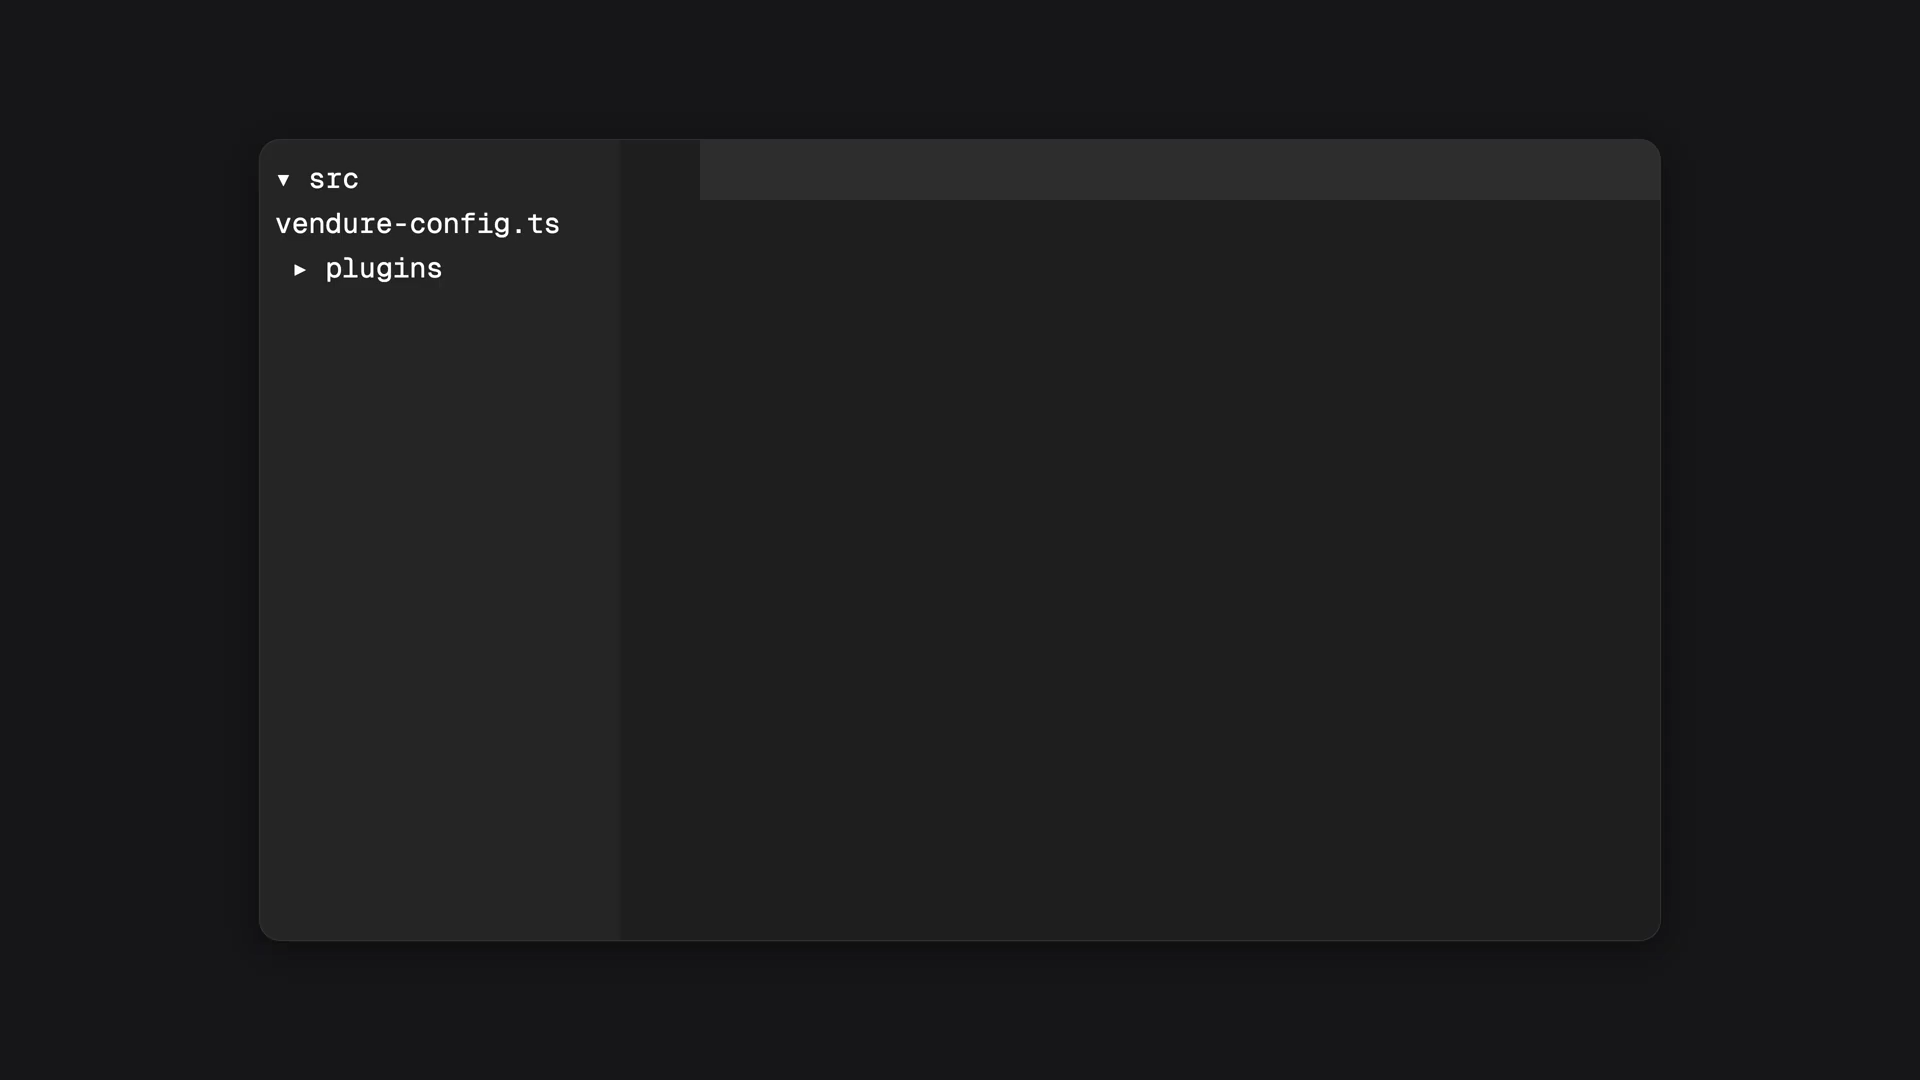 ▼ src
vendure-config.ts
▶ plugins